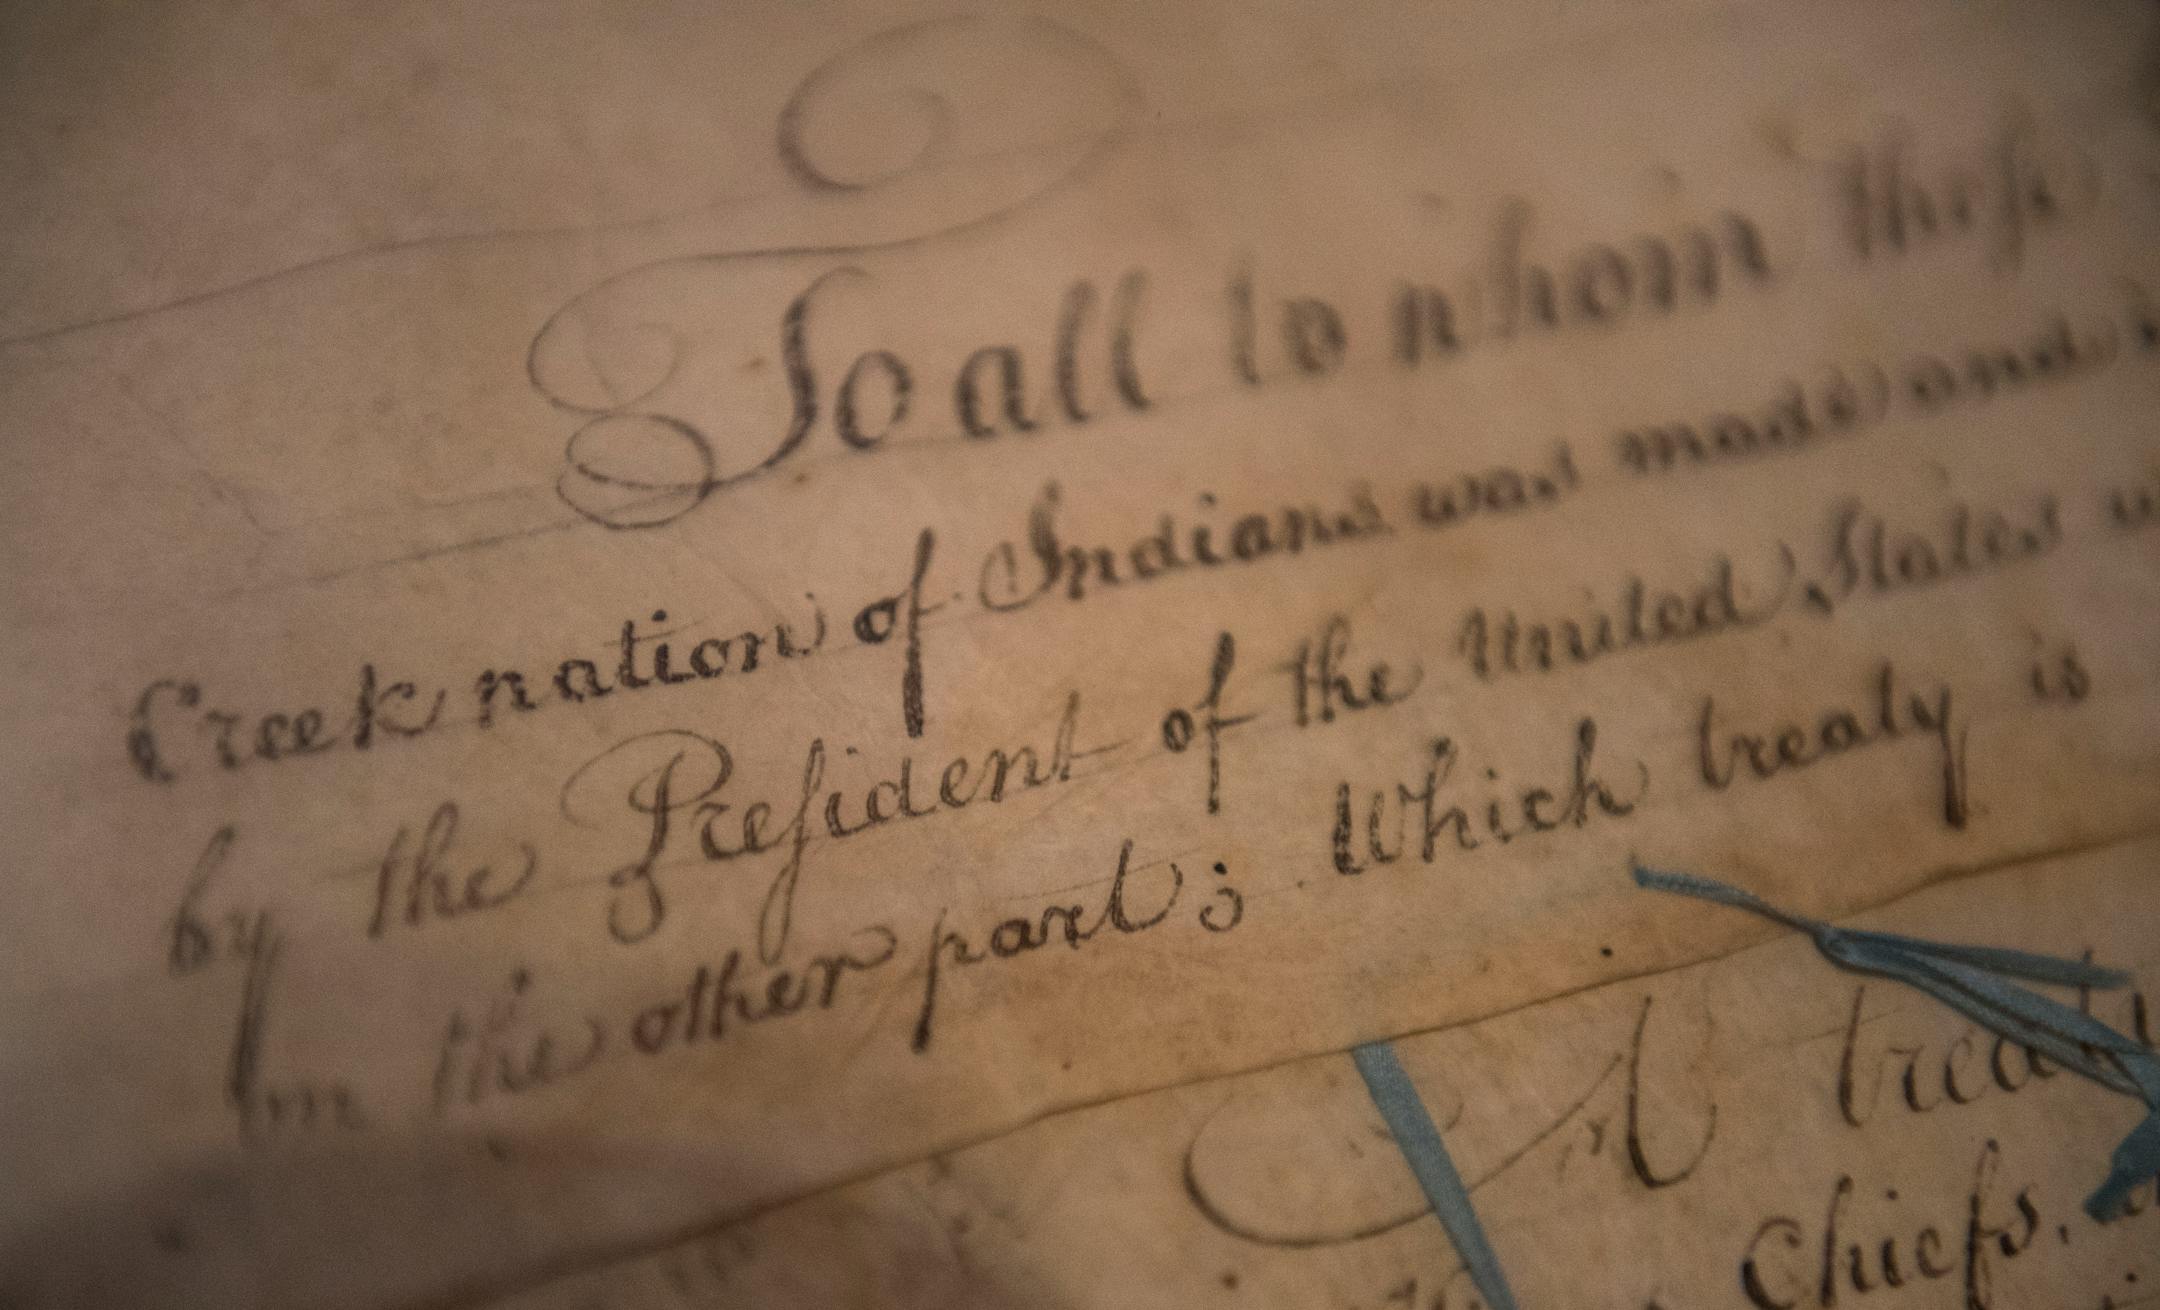 To all to whom these
Creek nation of Indians was made and
by the President of the United States
on the other part; Which treaty is
A treaty
Chiefs,